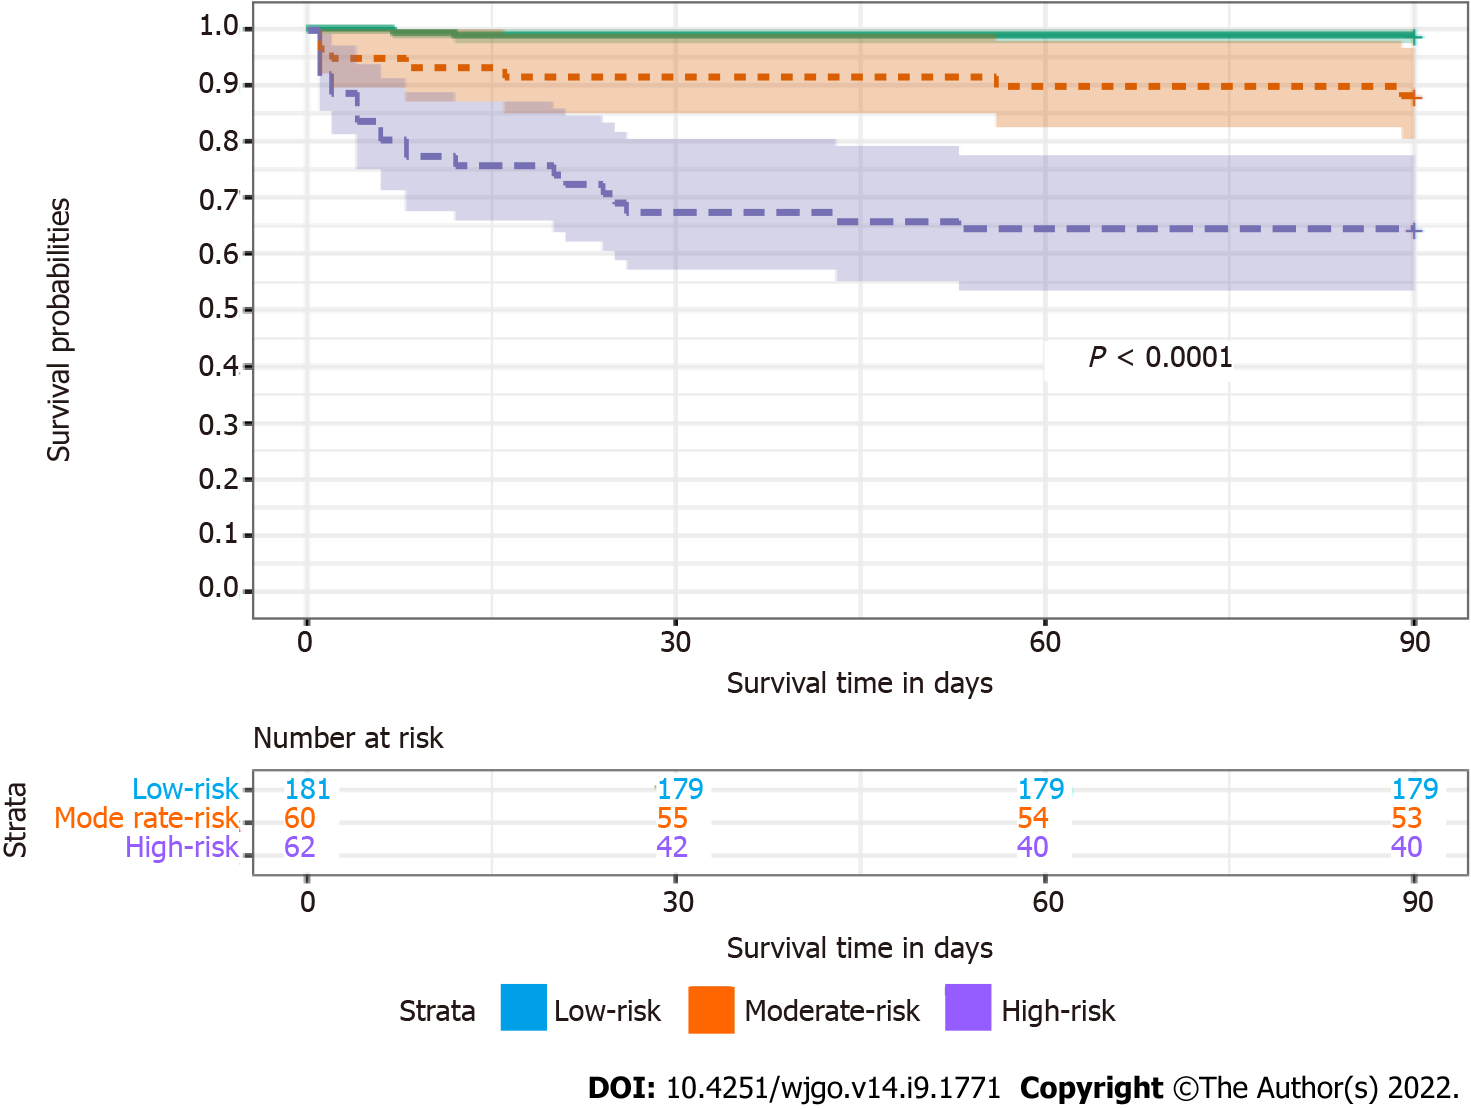 Survival probabilities
1.0
0.9
0.8
0.7
0.6
0.5
0.4
0.3
0.2
0.1
0.0
P < 0.0001
0 30 60 90
Survival time in days
Number at risk
Strata
Low-risk 181 179 179 179
Mode rate-risk 60 55 54 53
High-risk 62 42 40 40
0 30 60 90
Survival time in days
Strata Low-risk Moderate-risk High-risk
DOI: 10.4251/wjgo.v14.i9.1771 Copyright ©The Author(s) 2022.